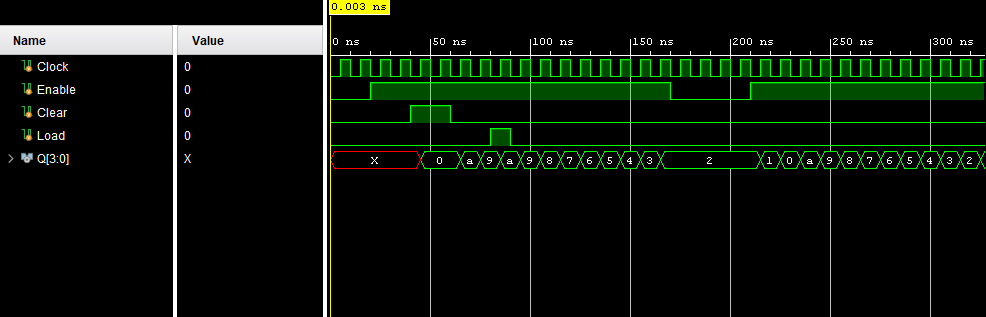 0.003 ns
Name Value
0 ns 50 ns 100 ns 150 ns 200 ns 250 ns 300 ns
Clock 0
Enable 0
Clear 0
Load 0
Q[3:0] X X 0 a 9 a 9 8 7 6 5 4 3 2 1 0 a 9 8 7 6 5 4 3 2